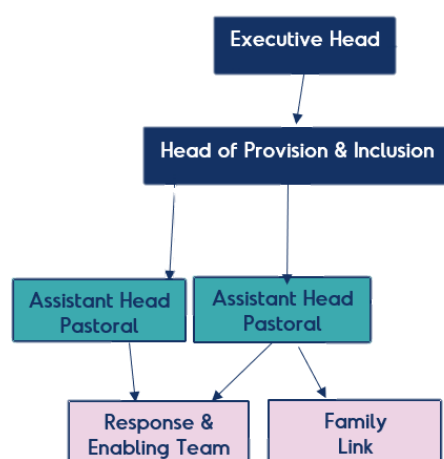 Executive Head
Head of Provision & Inclusion
Assistant Head
Pastoral
Assistant Head
Pastoral
Response &
Enabling Team
Family
Link